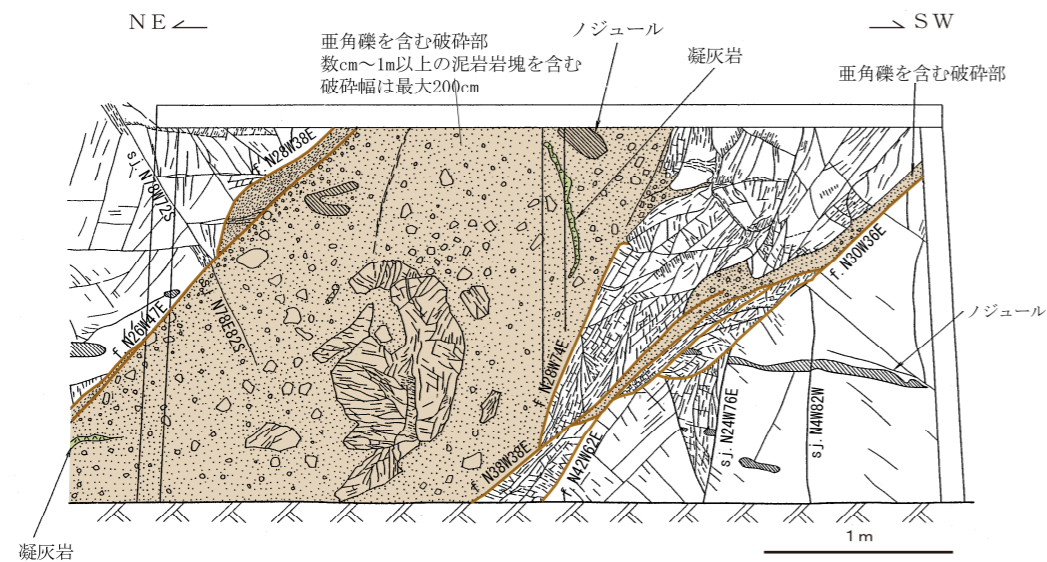 NE
SW
亜角礫を含む破砕部
数cm~1m以上の泥岩岩塊を含む
破砕幅は最大200cm
ノジュール
凝灰岩
亜角礫を含む破砕部
f. N28W38E
sj. N78W72S
f. N30W36E
f. N26W47E
N78E82S
ノジュール
f. N28W74E
sj. N24W76E
sj. N4W82W
f. N38W38E
f. N42W62E
凝灰岩
1m